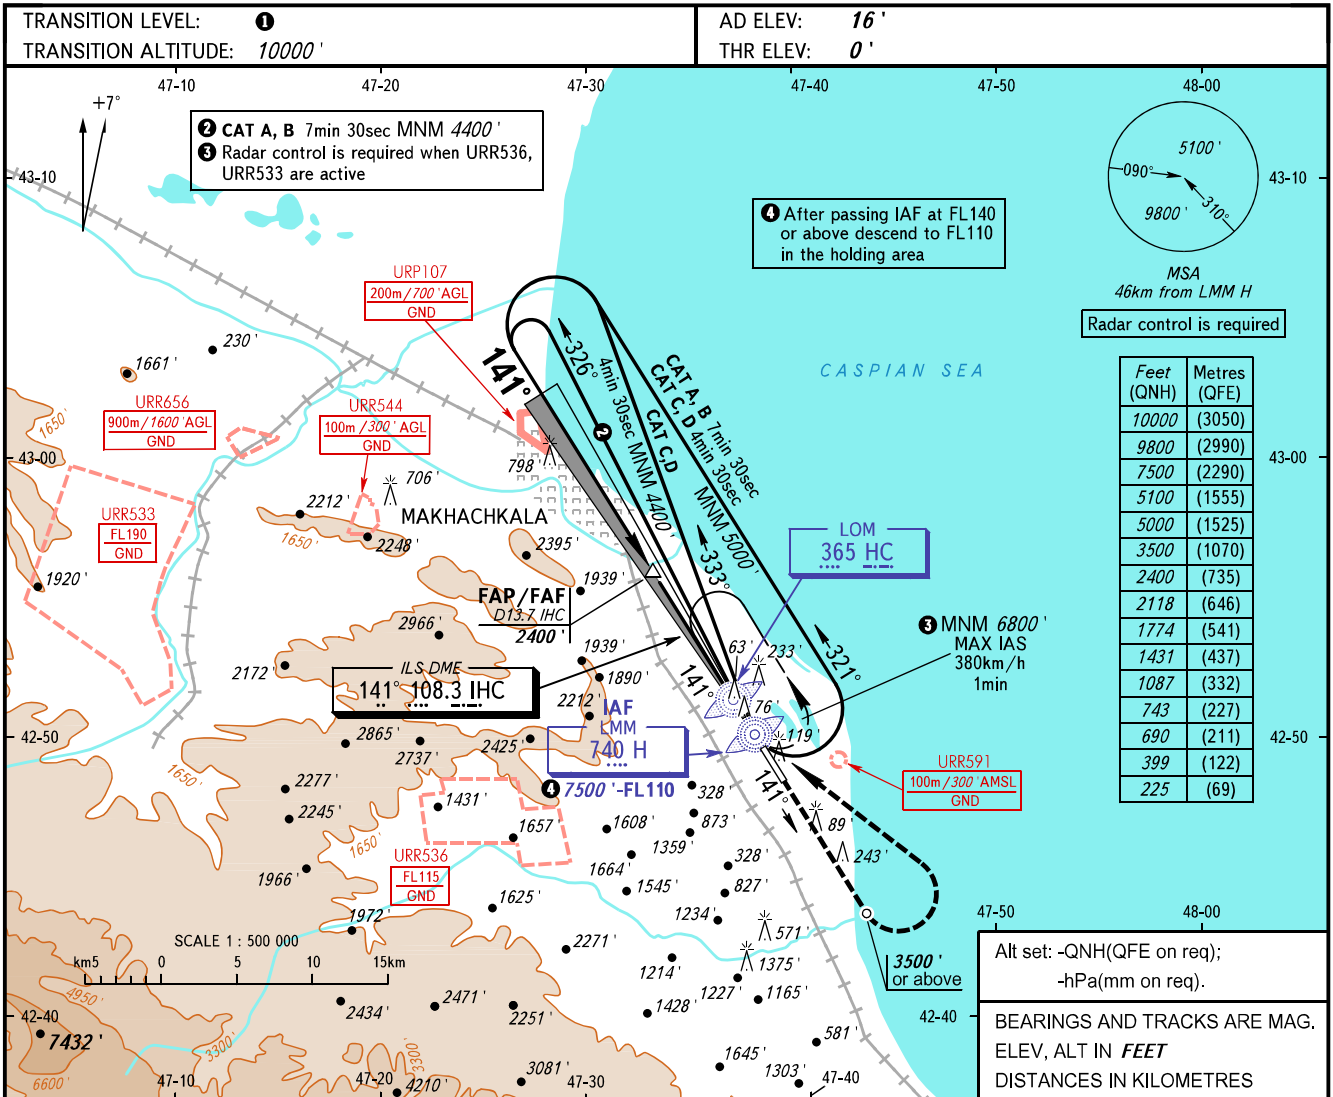 TRANSITION LEVEL: 1
TRANSITION ALTITUDE: 10000 '
AD ELEV: 16 '
THR ELEV: 0 '
47-10
47-20
47-30
47-40
47-50
48-00
+7°
2 CAT A, B 7min 30sec MNM 4400 '
3 Radar control is required when URR536,
URR533 are active
43-10
43-10
5100 '
090°
9800 '
310°
MSA
46km from LMM H
Radar control is required
4 After passing IAF at FL140
or above descend to FL110
in the holding area
URP107
200m/700 'AGL
GND
230 '
1661 '
URR656
900m/1600 'AGL
GND
1650 '
URR544
100m/300 'AGL
GND
141°
326°
4min 30sec MNM 4400 '
CAT C,D
CAT A, B 7min 30sec
CAT C, D 4min 30sec
MNM 5000 '
2
333°
321°
CASPIAN SEA
Feet
(QNH)
Metres
(QFE)
10000 (3050)
9800 (2990)
7500 (2290)
5100 (1555)
5000 (1525)
3500 (1070)
2400 (735)
2118 (646)
1774 (541)
1431 (437)
1087 (332)
743 (227)
690 (211)
399 (122)
225 (69)
43-00
43-00
798 '
706 '
2212 '
MAKHACHKALA
1650 '
2248 '
2395 '
URR533
FL190
GND
1920 '
1939 '
LOM
365 HC
FAP/FAF
D13.7 IHC
2400 '
2966 '
2172 '
1939 '
1890 '
2212 '
ILS DME
141° 108.3 IHC
141°
63 '
233 '
76 '
119 '
3 MNM 6800 '
MAX IAS
380km/h
1min
IAF
LMM
740 H
4 7500 '-FL110
2865 '
2737 '
2425 '
42-50
42-50
URR591
100m/300 'AMSL
GND
1650 '
2277 '
2245 '
1431 '
1657 '
328 '
141°
873 '
1608 '
1359 '
89 '
243 '
1650 '
1966 '
URR536
FL115
GND
1664 '
328 '
1545 '
827 '
1625 '
1234 '
1972 '
571 '
2271 '
1214 '
1375 '
1227 '
1165 '
3500 '
or above
47-50
48-00
SCALE 1 : 500 000
km5 0 5 10 15km
4950 '
2434 '
2471 '
2251 '
1428 '
42-40
42-40
7432 '
3300 '
3300 '
6600 '
581 '
1645 '
1303 '
3081 '
4210 '
47-10
47-20
47-30
47-40
Alt set: -QNH(QFE on req);
-hPa(mm on req).
BEARINGS AND TRACKS ARE MAG.
ELEV, ALT IN FEET
DISTANCES IN KILOMETRES